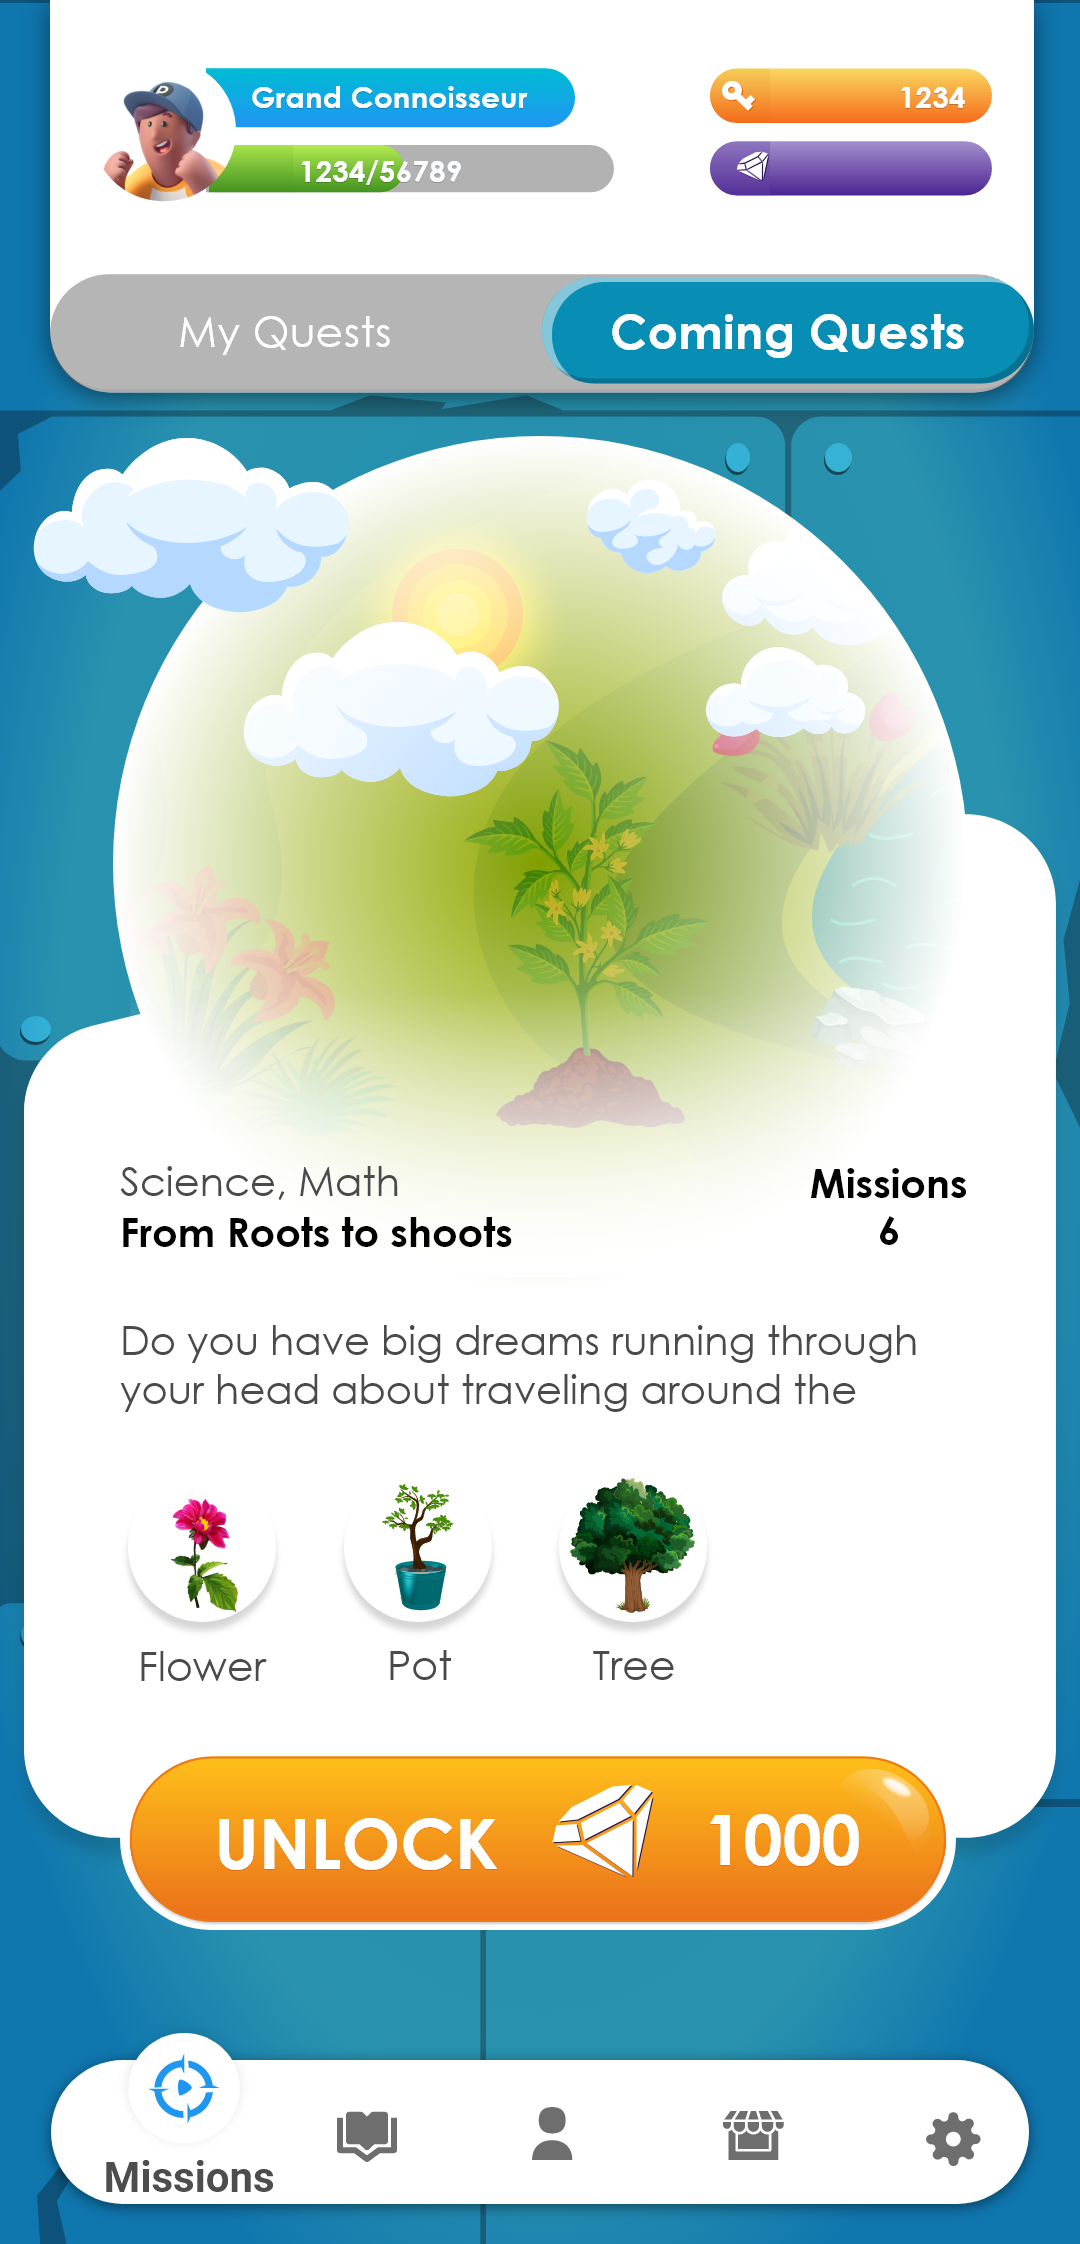 Grand Connoisseur
1234
1234/56789
My Quests
Coming Quests
Science, Math
From Roots to shoots
Missions
6
Do you have big dreams running through
your head about traveling around the
Flower
Pot
Tree
UNLOCK 1000
Missions